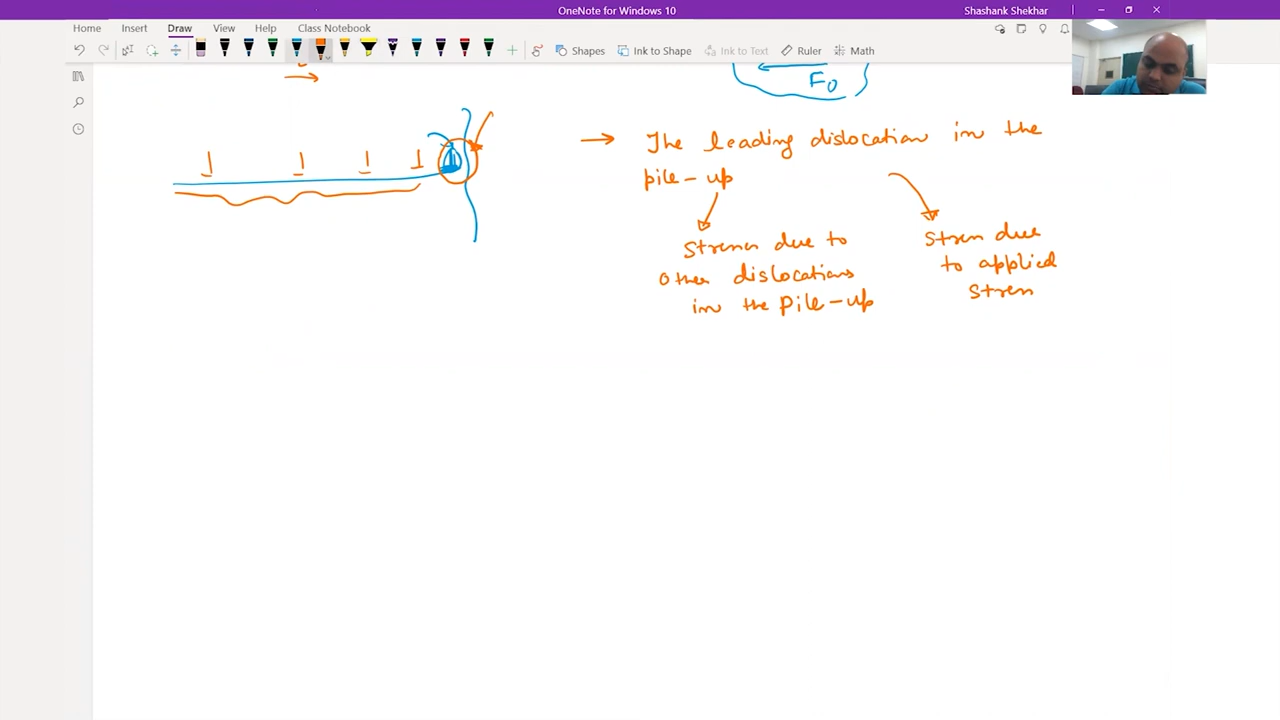 OneNote for Windows 10
Shashank Shekhar
Home Insert Draw View Help Class Notebook
Shapes Ink to Shape Ink to Text Ruler Math
F0
→ The leading dislocation in the
pile-up
Stress due to
other dislocations
in the pile-up
Stress due
to applied
stress